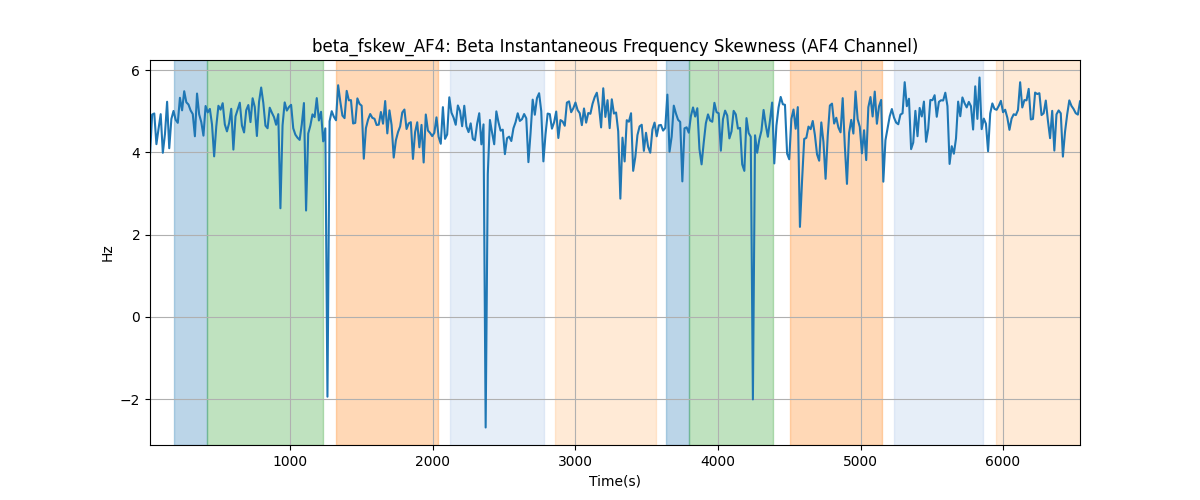 beta_fskew_AF4: Beta Instantaneous Frequency Skewness (AF4 Channel)
6
4
2
0
−2
Hz
1000 2000 3000 4000 5000 6000
Time(s)